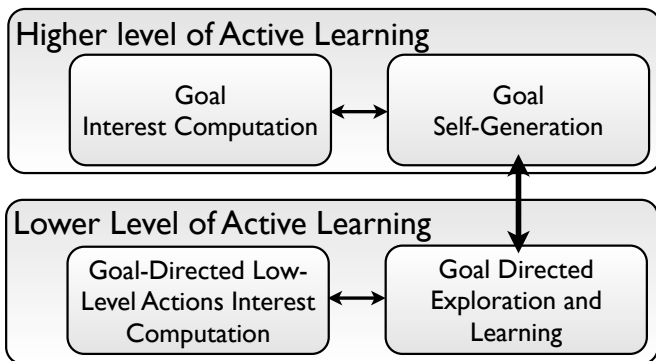 Higher level of Active Learning
Goal
Interest Computation
Goal
Self-Generation
Lower Level of Active Learning
Goal-Directed Low-
Level Actions Interest
Computation
Goal Directed
Exploration and
Learning